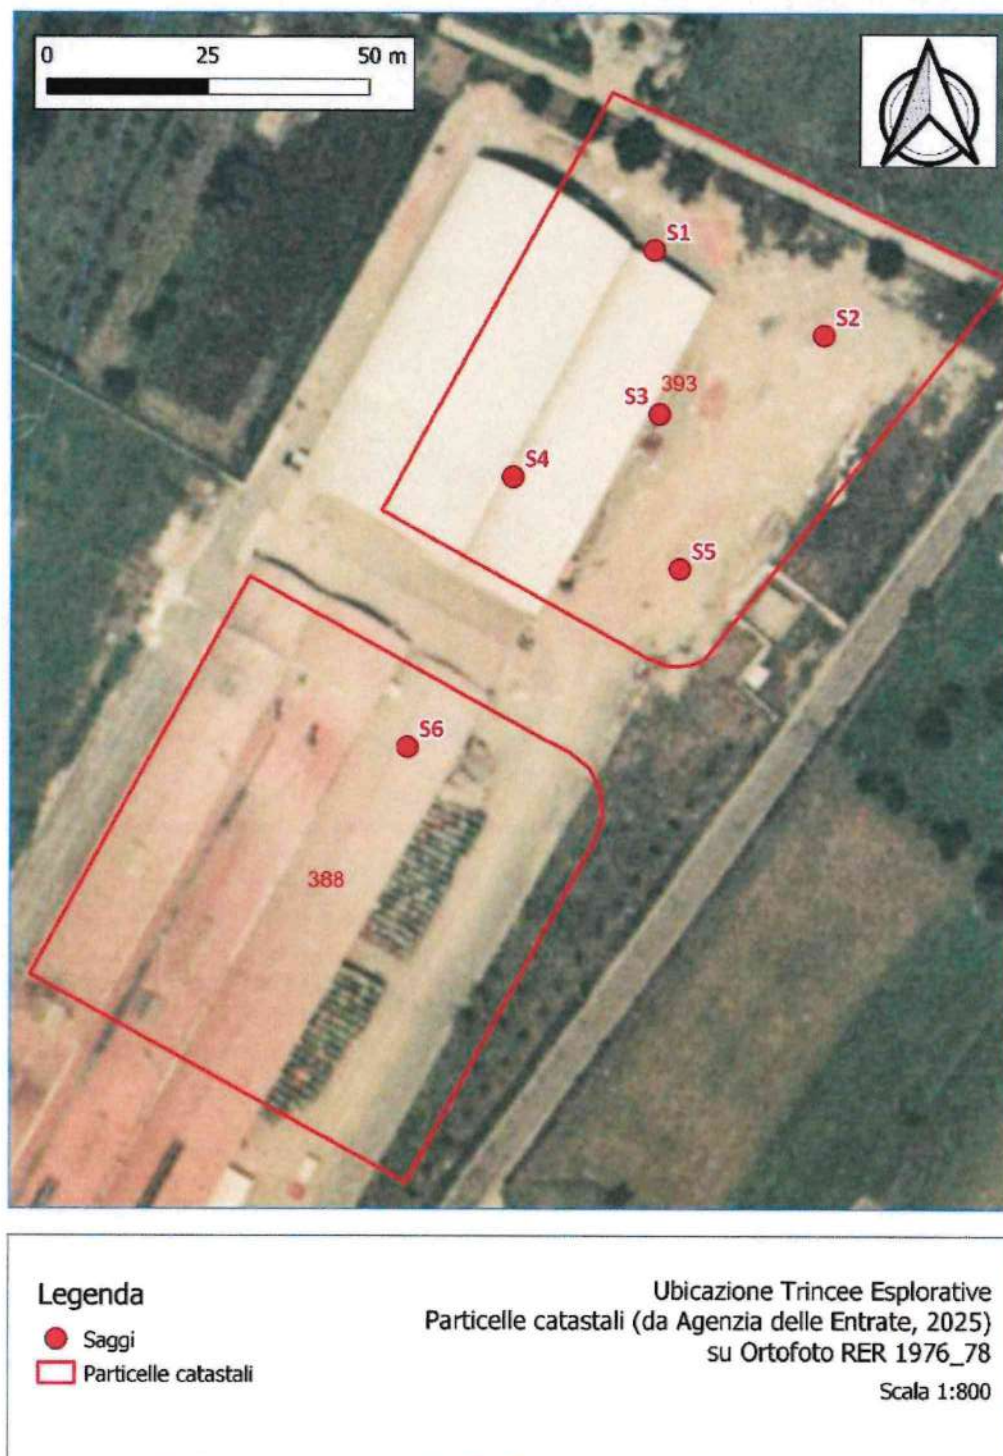 0 25 50 m
S1
S2
S3
393
S4
S5
S6
388
Legenda
Saggi
Particelle catastali
Ubicazione Trincee Esplorative
Particelle catastali (da Agenzia delle Entrate, 2025)
su Ortofoto RER 1976_78
Scala 1:800